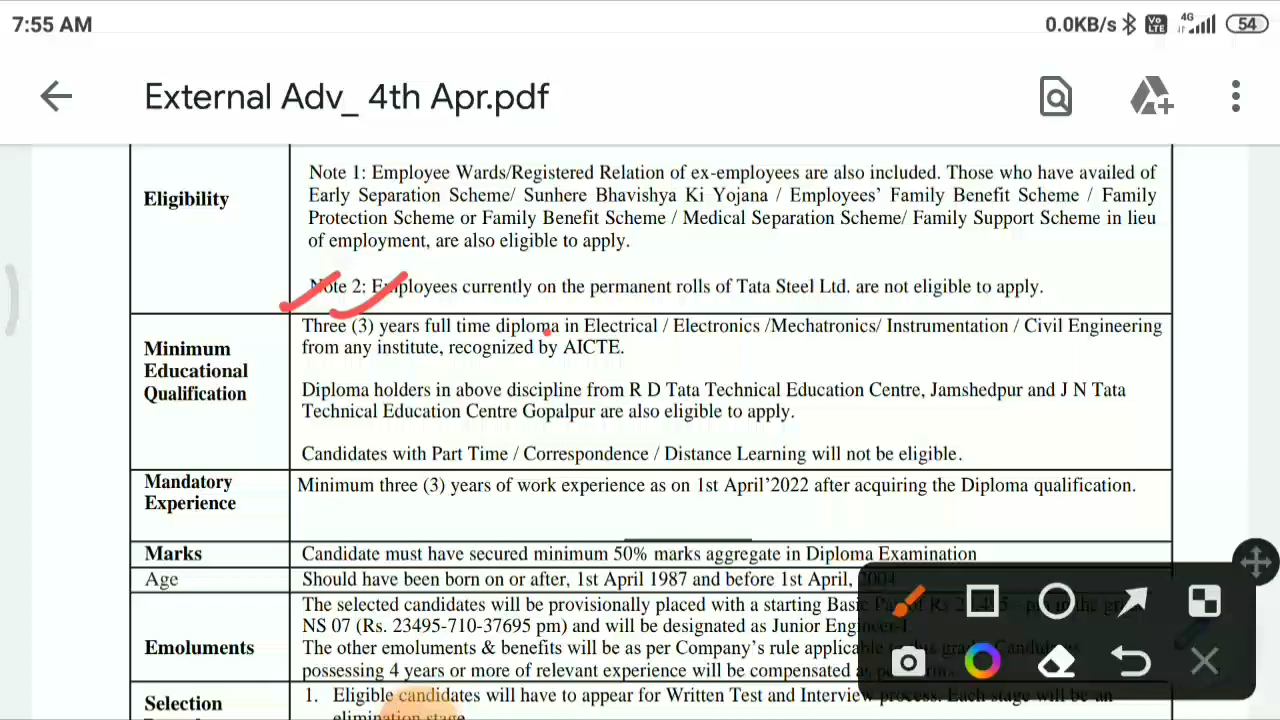 7:55 AM
0.0KB/s
Vo
LTE
4G
54
External Adv_ 4th Apr.pdf
Eligibility
Note 1: Employee Wards/Registered Relation of ex-employees are also included. Those who have availed of
Early Separation Scheme/ Sunhere Bhavishya Ki Yojana / Employees' Family Benefit Scheme / Family
Protection Scheme or Family Benefit Scheme / Medical Separation Scheme/ Family Support Scheme in lieu
of employment, are also eligible to apply.
Note 2: Employees currently on the permanent rolls of Tata Steel Ltd. are not eligible to apply.
Minimum
Educational
Qualification
Three (3) years full time diploma in Electrical / Electronics /Mechatronics/ Instrumentation / Civil Engineering
from any institute, recognized by AICTE.
Diploma holders in above discipline from R D Tata Technical Education Centre, Jamshedpur and J N Tata
Technical Education Centre Gopalpur are also eligible to apply.
Candidates with Part Time / Correspondence / Distance Learning will not be eligible.
Mandatory
Experience
Minimum three (3) years of work experience as on 1st April'2022 after acquiring the Diploma qualification.
Marks
Candidate must have secured minimum 50% marks aggregate in Diploma Examination
Age
Should have been born on or after, 1st April 1987 and before 1st April, 2004
Emoluments
The selected candidates will be provisionally placed with a starting Basic
NS 07 (Rs. 23495-710-37695 pm) and will be designated as Junior Engineer-I.
The other emoluments & benefits will be as per Company's rule applicable
possessing 4 years or more of relevant experience will be compensated
Selection
1. Eligible candidates will have to appear for Written Test and Interview process. Each stage will be an
elimination stage